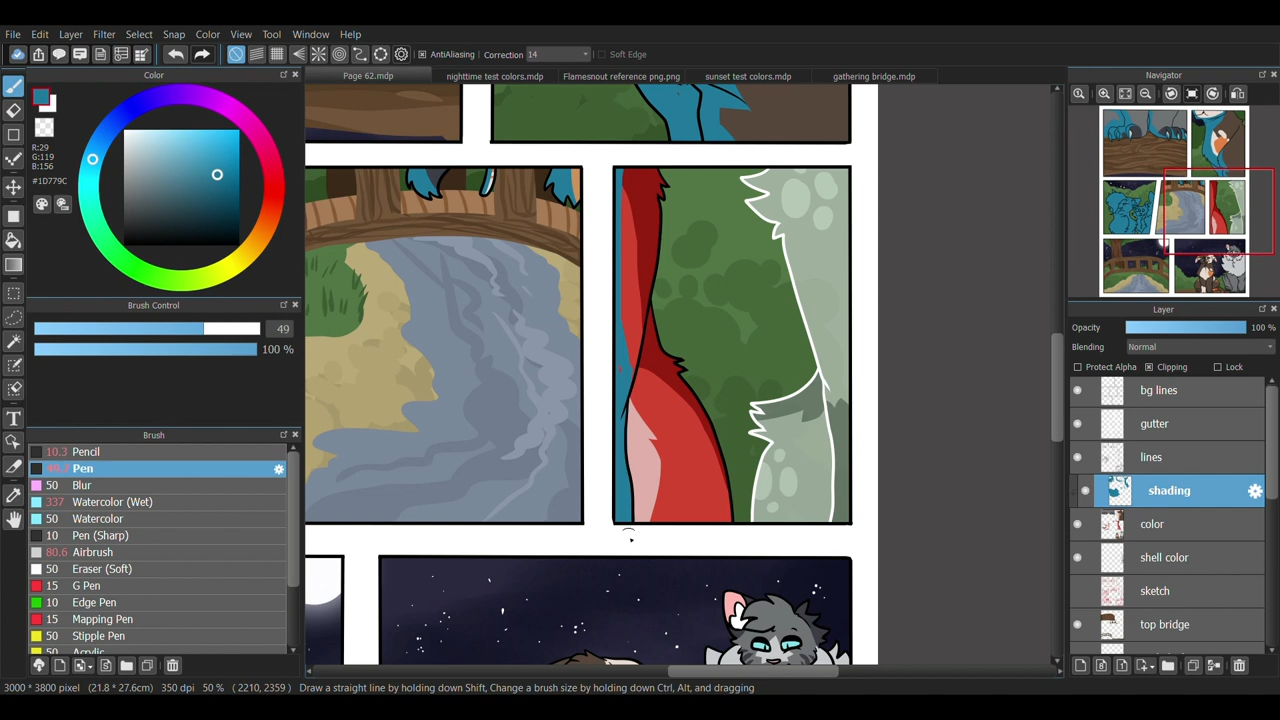 File Edit Layer Filter Select Snap Color View Tool Window Help
AntiAliasing Correction 14 Soft Edge
Color
Page 62.mdp nighttime test colors.mdp Flamesnout reference png.png sunset test colors.mdp gathering bridge.mdp
Navigator
R:29
G:119
B:156
#1D779C
Brush Control
49
100 %
Brush
10.3 Pencil
Pen
50 Blur
337 Watercolor (Wet)
50 Watercolor
10 Pen (Sharp)
80.6 Airbrush
50 Eraser (Soft)
15 G Pen
10 Edge Pen
15 Mapping Pen
50 Stipple Pen
50 Acrylic
Layer
Opacity 100 %
Blending Normal
Protect Alpha Clipping Lock
bg lines
gutter
lines
shading
color
shell color
sketch
top bridge
3000 * 3800 pixel (21.8 * 27.6cm) 350 dpi 50 % ( 2210, 2359 ) Draw a straight line by holding down Shift, Change a brush size by holding down Ctrl, Alt, and dragging